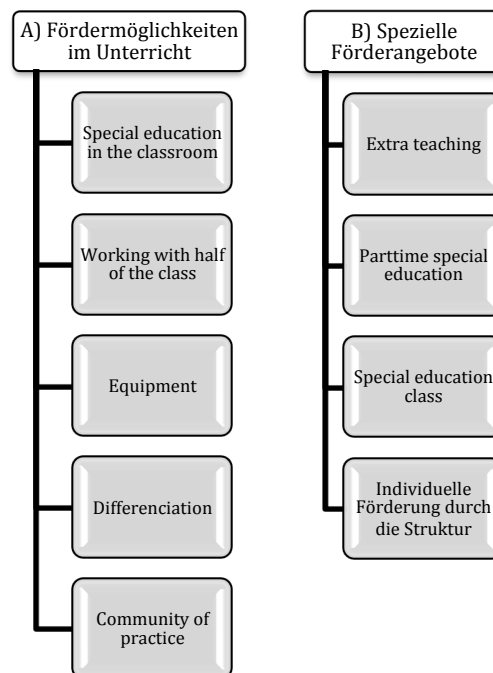 A) Fördermöglichkeiten
im Unterricht
Special education
in the classroom
Working with half
of the class
Equipment
Differenciation
Community of
practice
B) Spezielle
Förderangebote
Extra teaching
Parttime special
education
Special education
class
Individuelle
Förderung durch
die Struktur